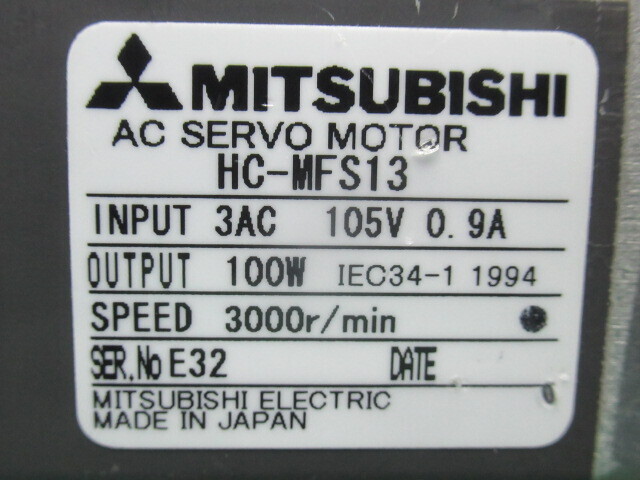 MITSUBISHI
AC SERVO MOTOR
HC-MFS13
INPUT 3AC 105V 0.9A
OUTPUT 100W IEC34-1 1994
SPEED 3000r/min
SER.No E32 DATE
MITSUBISHI ELECTRIC
MADE IN JAPAN